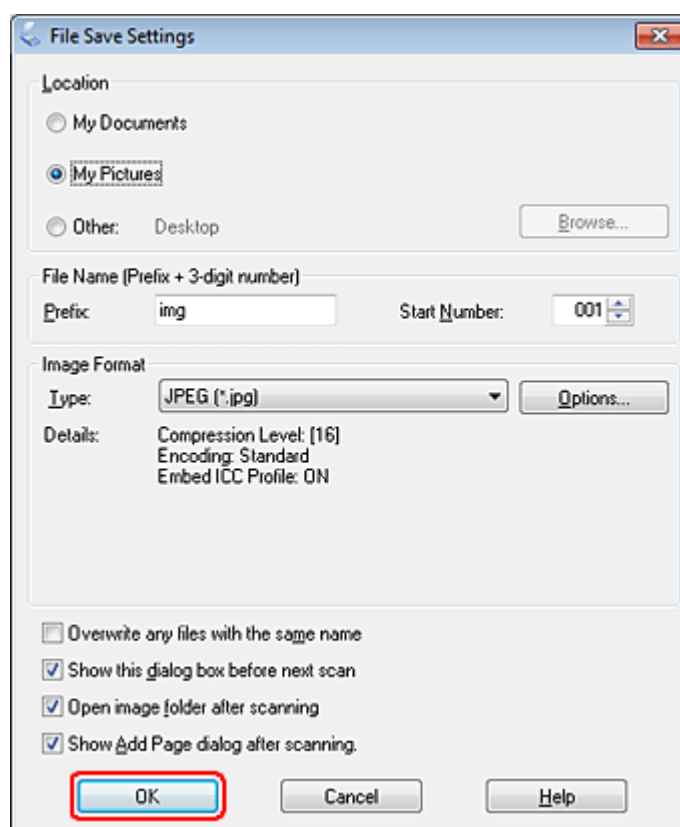 File Save Settings
Location
My Documents
My Pictures
Other: Desktop Browse...
File Name (Prefix + 3-digit number)
Prefix: img Start Number: 001
Image Format
Type: JPEG (*.jpg) Options...
Details: Compression Level: [16]
Encoding: Standard
Embed ICC Profile: ON
Overwrite any files with the same name
Show this dialog box before next scan
Open image folder after scanning
Show Add Page dialog after scanning.
OK Cancel Help